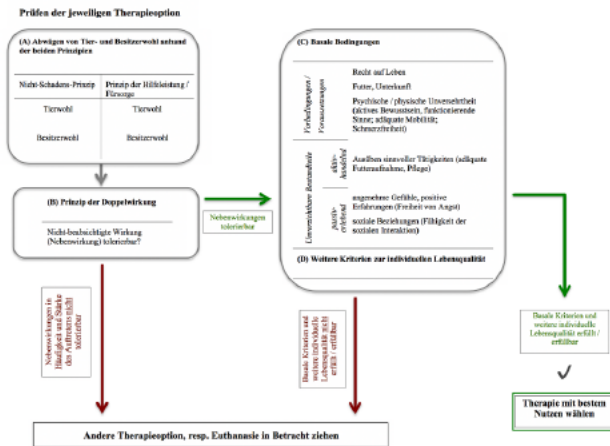 Prüfen der jeweiligen Therapieoption
(A) Abwägen von Tier- und Besitzerwohl anhand
der beiden Prinzipien
Nicht-Schadens-Prinzip
Prinzip der Hilfeleistung /
Fürsorge
Tierwohl
Tierwohl
Besitzerwohl
Besitzerwohl
(B) Prinzip der Doppelwirkung
Nicht-beabsichtigte Wirkung
(Nebenwirkung) tolerierbar?
Nebenwirkungen
tolerierbar
Nebenwirkungen in
Häufigkeit und Stärke
des Auftretens nicht
tolerierbar
(C) Basale Bedingungen
Vorbedingungen /
Voraussetzungen
Recht auf Leben
Futter, Unterkunft
Psychische / physische Unversehrtheit
(aktives Bewusstsein, funktionierende
Sinne; adäquate Mobilität;
Schmerzfreiheit)
Unverzichtbare Bestandteile
aktiv-
handelnd
Ausüben sinnvoller Tätigkeiten (adäquate
Futteraufnahme, Pflege)
passiv-
erlebend
angenehme Gefühle, positive
Erfahrungen (Freiheit von Angst)
soziale Beziehungen (Fähigkeit der
sozialen Interaktion)
(D) Weitere Kriterien zur individuellen Lebensqualität
Basale Kriterien und
weitere individuelle
Lebensqualität nicht
erfüllt / erfüllbar
Basale Kriterien und
weitere individuelle
Lebensqualität erfüllt /
erfüllbar
Therapie mit bestem
Nutzen wählen
Andere Therapieoption, resp. Euthanasie in Betracht ziehen